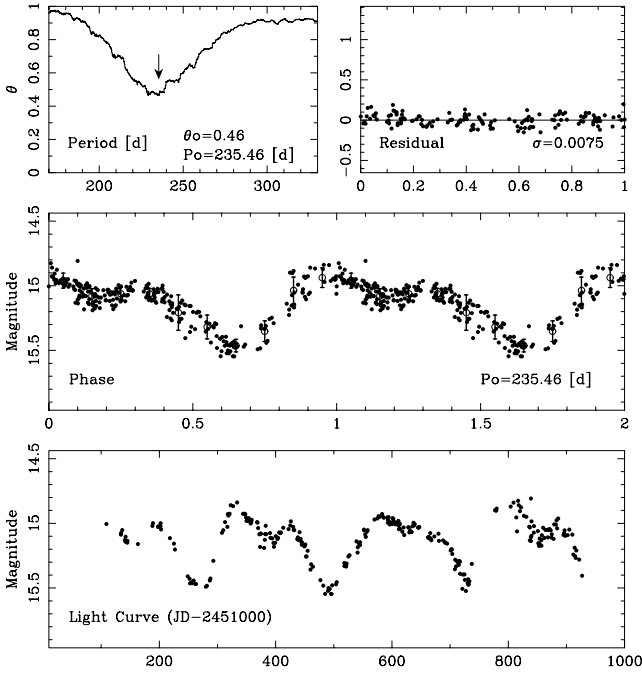 1
0.8
0.6
0.4
0.2
0
θ
Period [d]
θo=0.46
Po=235.46 [d]
200 250 300
1
0.5
0
−0.5
Residual
σ=0.0075
0 0.2 0.4 0.6 0.8 1
14.5
15
15.5
Magnitude
Phase
Po=235.46 [d]
0 0.5 1 1.5 2
14.5
15
15.5
Magnitude
Light Curve (JD−2451000)
200 400 600 800 1000